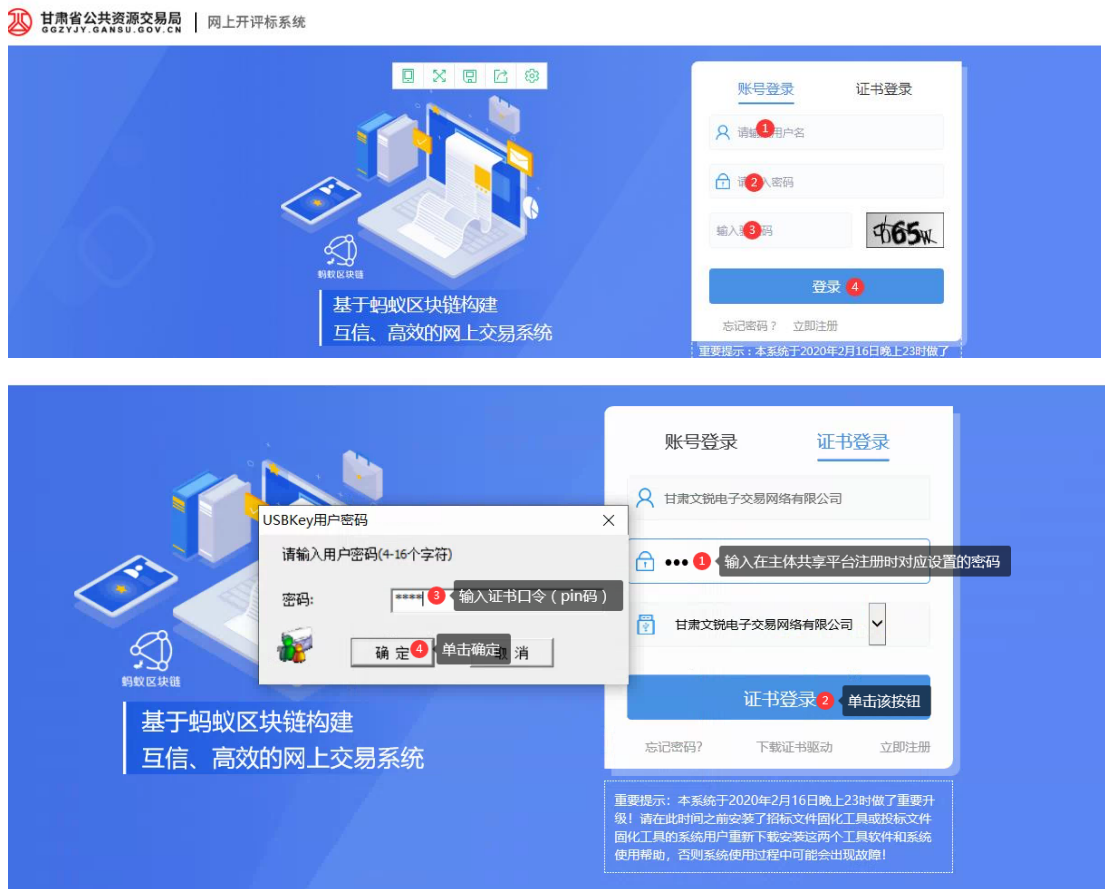 甘肃省公共资源交易局 网上开评标系统
GGZYJY.GANSU.GOV.CN
账号登录 证书登录
请输 1 用户名
请 2 入密码
输入 3 码
登录 4
忘记密码？ 立即注册
重要提示：本系统于2020年2月16日晚上23时做了
蚂蚁区块链
基于蚂蚁区块链构建
互信、高效的网上交易系统
账号登录 证书登录
甘肃文锐电子交易网络有限公司
••• 1 输入在主体共享平台注册时对应设置的密码
甘肃文锐电子交易网络有限公司
证书登录 2 单击该按钮
忘记密码? 下载证书驱动 立即注册
USBKey用户密码
请输入用户密码(4-16个字符)
密码: **** 3 输入证书口令（pin码）
确定 4 单击确定 消
蚂蚁区块链
基于蚂蚁区块链构建
互信、高效的网上交易系统
重要提示：本系统于2020年2月16日晚上23时做了重要升
级！请在此时间之前安装了招标文件固化工具或投标文件
固化工具的系统用户重新下载安装这两个工具软件和系统
使用帮助，否则系统使用过程中可能会出现故障！